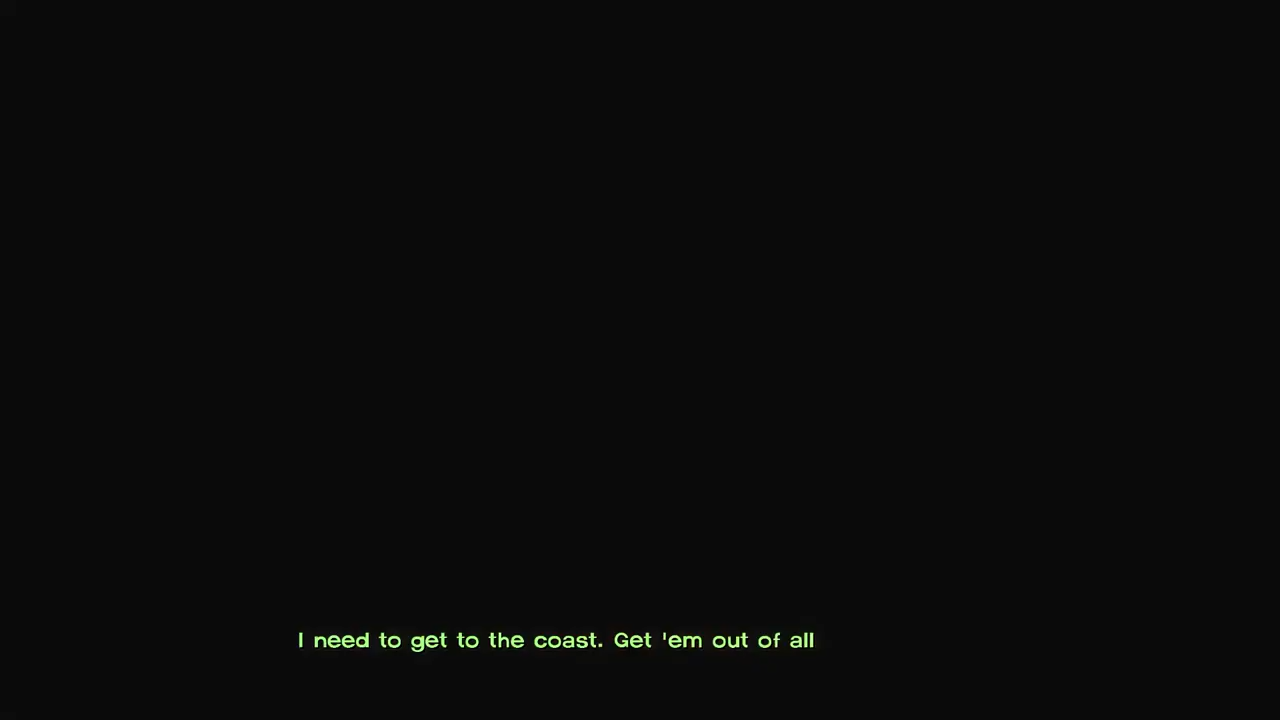 I need to get to the coast. Get 'em out of all